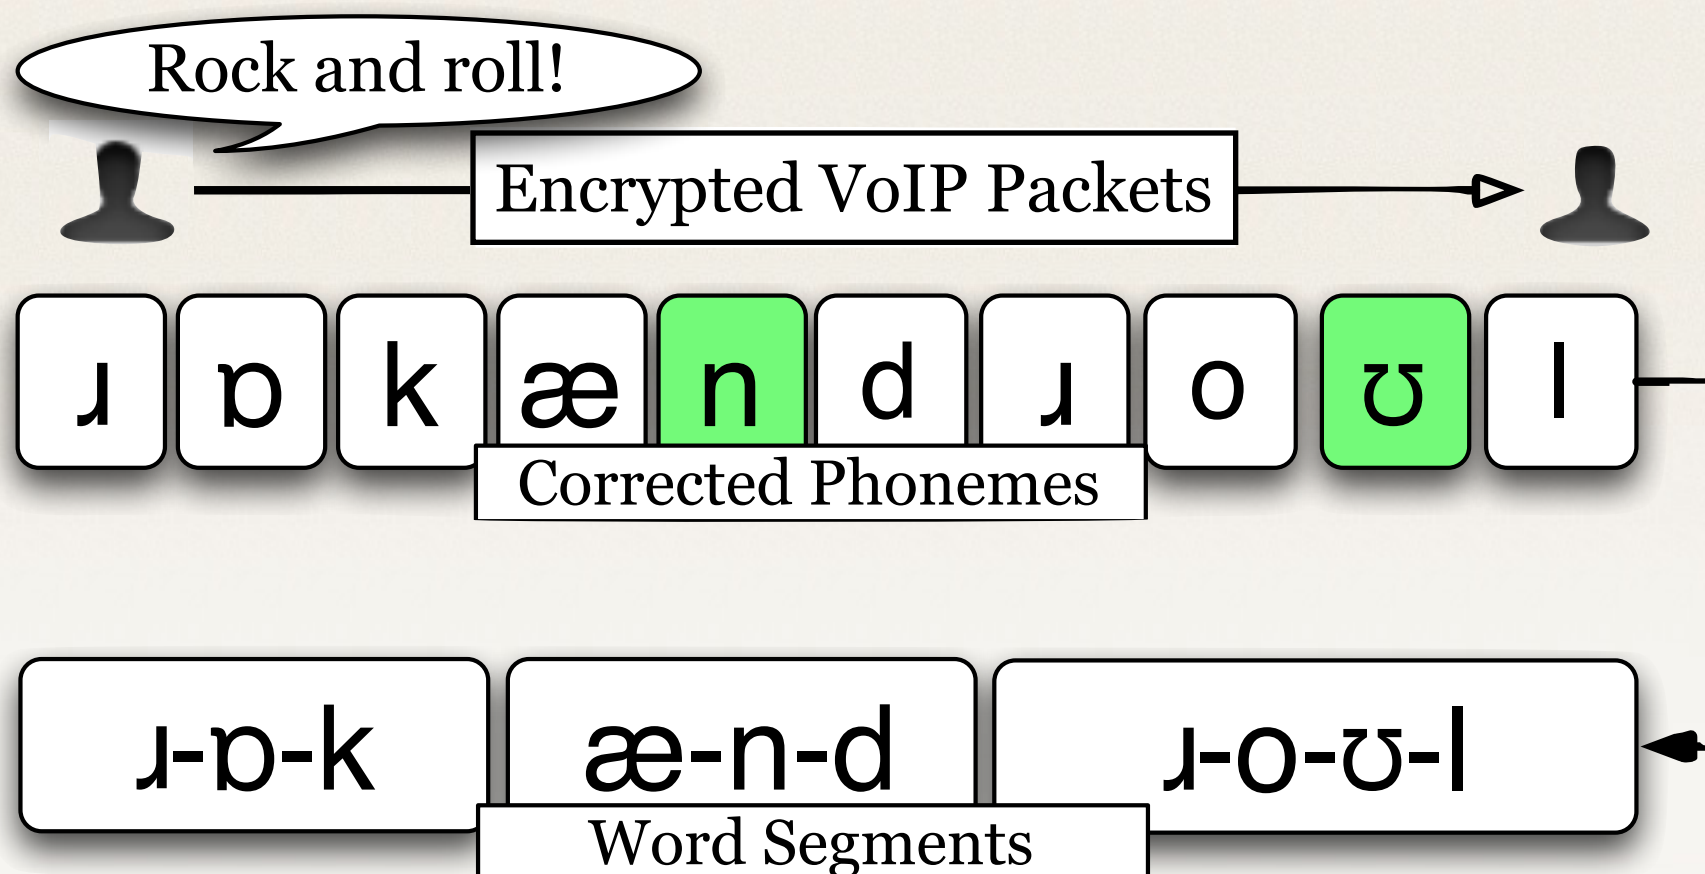 Rock and roll!
Encrypted VoIP Packets
ɹ ɒ k æ n d ɹ o ʊ l
Corrected Phonemes
ɹ-ɒ-k æ-n-d ɹ-o-ʊ-l
Word Segments